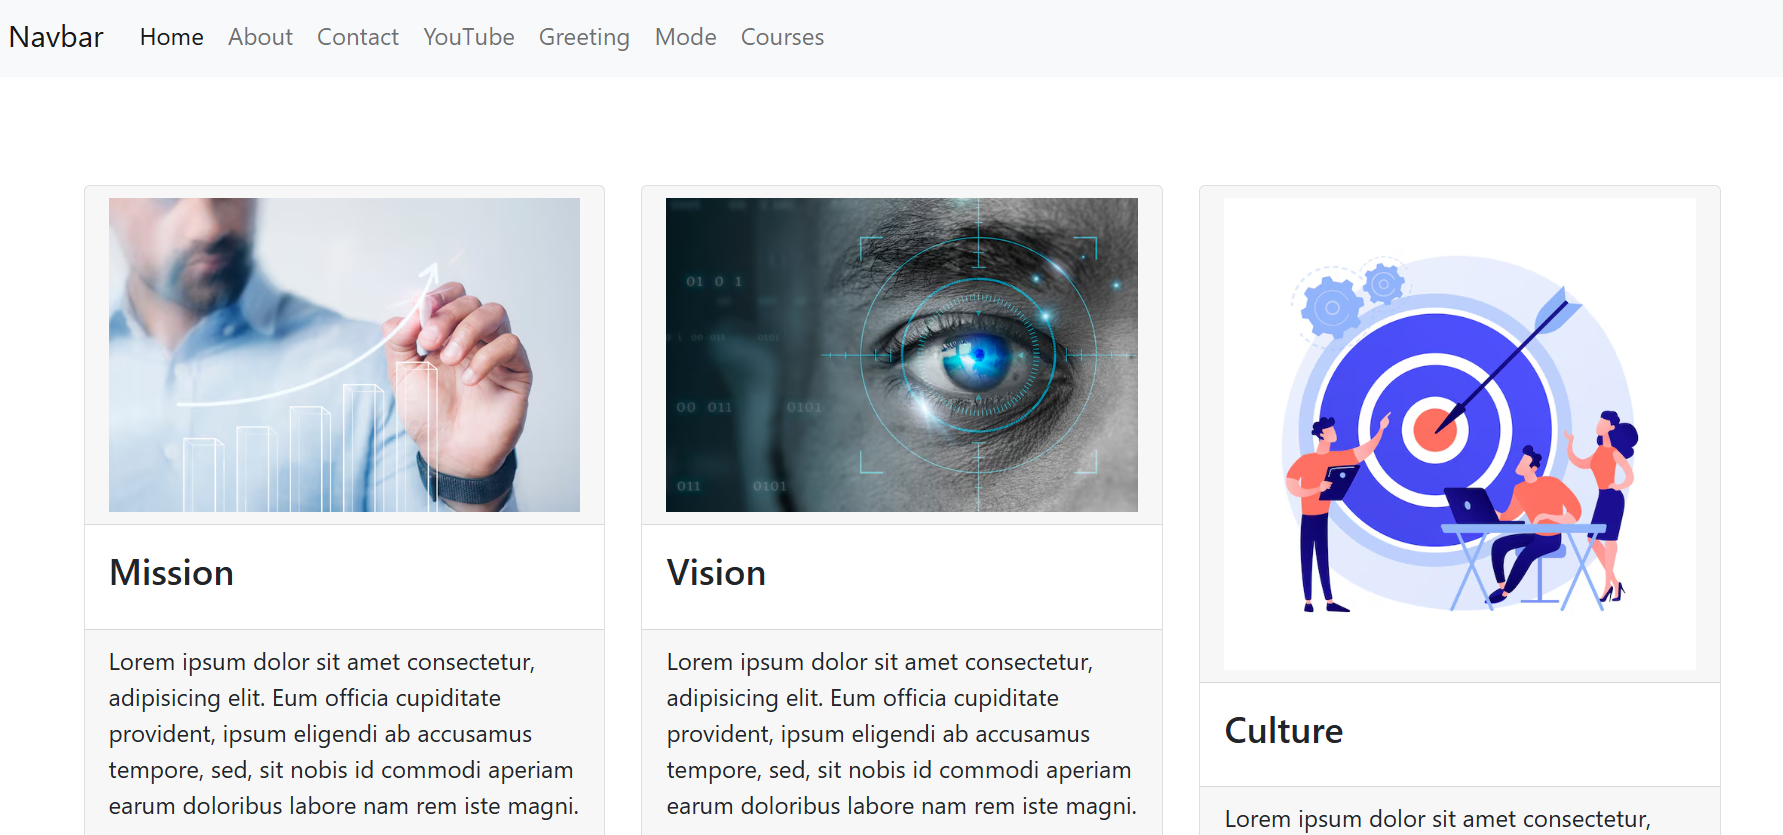 Navbar Home About Contact YouTube Greeting Mode Courses
01 0 1
00 011 0101
011 0101
Mission
Lorem ipsum dolor sit amet consectetur,
adipisicing elit. Eum officia cupiditate
provident, ipsum eligendi ab accusamus
tempore, sed, sit nobis id commodi aperiam
earum doloribus labore nam rem iste magni.
Vision
Lorem ipsum dolor sit amet consectetur,
adipisicing elit. Eum officia cupiditate
provident, ipsum eligendi ab accusamus
tempore, sed, sit nobis id commodi aperiam
earum doloribus labore nam rem iste magni.
Culture
Lorem ipsum dolor sit amet consectetur,